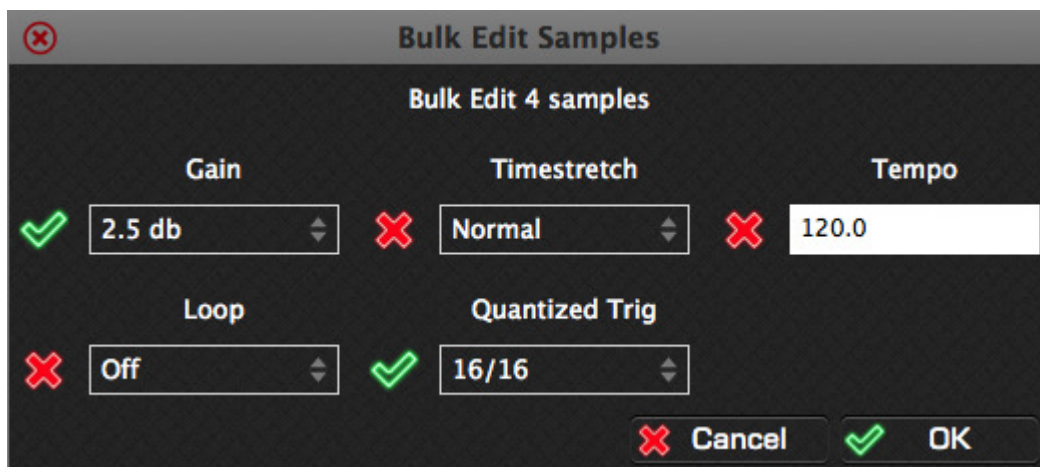 Bulk Edit Samples
Bulk Edit 4 samples
Gain Timestretch Tempo
2.5 db Normal 120.0
Loop Quantized Trig
Off 16/16
Cancel OK